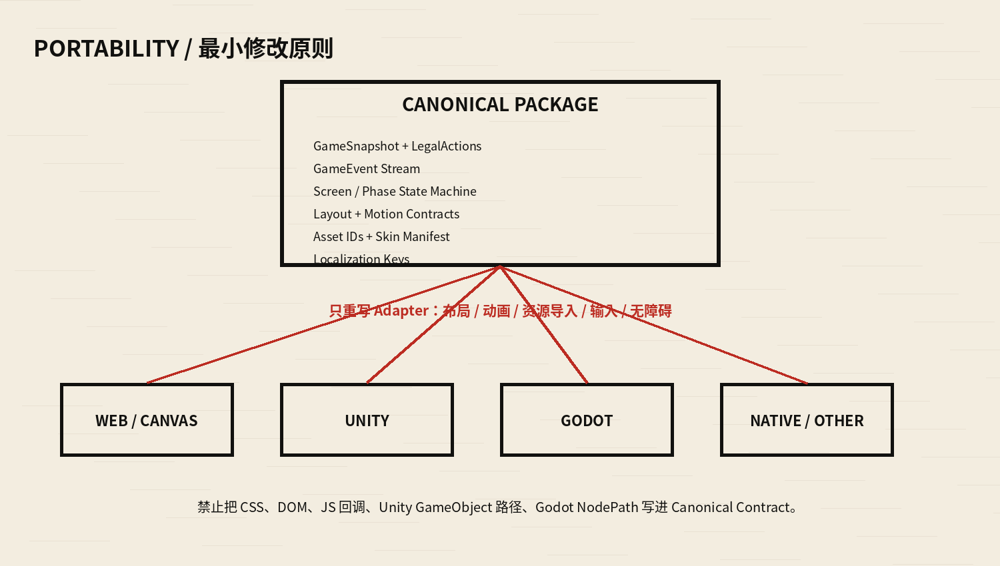 PORTABILITY / 最小修改原则
CANONICAL PACKAGE
GameSnapshot + LegalActions
GameEvent Stream
Screen / Phase State Machine
Layout + Motion Contracts
Asset IDs + Skin Manifest
Localization Keys
只重写 Adapter：布局 / 动画 / 资源导入 / 输入 / 无障碍
WEB / CANVAS
UNITY
GODOT
NATIVE / OTHER
禁止把 CSS、DOM、JS 回调、Unity GameObject 路径、Godot NodePath 写进 Canonical Contract。